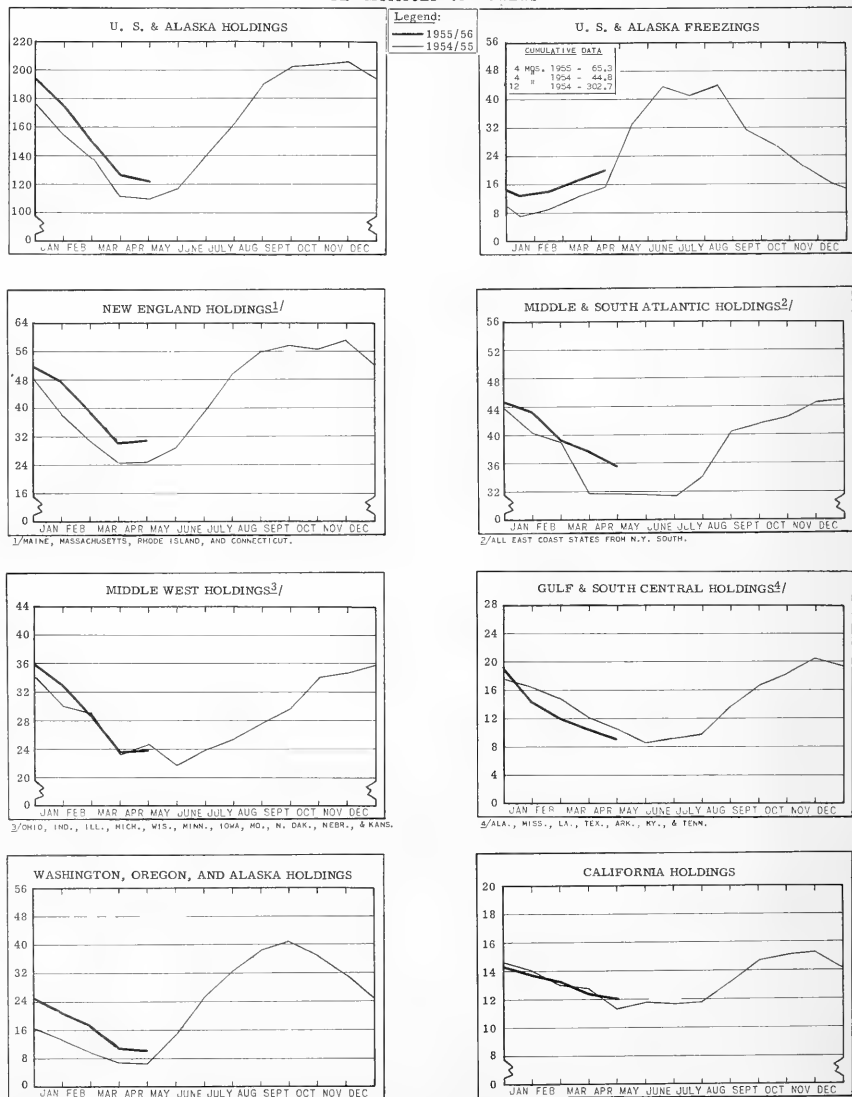 U. S. & ALASKA HOLDINGS
220
200
180
160
140
120
100
0
JAN FEB MAR APR MAY JUNE JULY AUG SEPT OCT NOV DEC
Legend:
1955/56
1954/55
U. S. & ALASKA FREEZINGS
CUMULATIVE DATA
4 MOS. 1955 - 65.3
4 " 1954 - 44.8
12 " 1954 - 302.7
56
48
40
32
24
16
8
0
JAN FEB MAR APR MAY JUNE JULY AUG SEPT OCT NOV DEC
NEW ENGLAND HOLDINGS1/
64
56
48
40
32
24
16
0
JAN FEB MAR APR MAY JUNE JULY AUG SEPT OCT NOV DEC
1/MAINE, MASSACHUSETTS, RHODE ISLAND, AND CONNECTICUT.
MIDDLE & SOUTH ATLANTIC HOLDINGS2/
56
52
48
44
40
36
32
0
JAN FEB MAR APR MAY JUNE JULY AUG SEPT OCT NOV DEC
2/ALL EAST COAST STATES FROM N.Y. SOUTH.
MIDDLE WEST HOLDINGS3/
44
40
36
32
28
24
20
0
JAN FEB MAR APR MAY JUNE JULY AUG SEPT OCT NOV DEC
3/OHIO, IND., ILL., MICH., WIS., MINN., IOWA, MO., N. DAK., NEBR., & KANS.
GULF & SOUTH CENTRAL HOLDINGS4/
28
24
20
16
12
8
4
0
JAN FEB MAR APR MAY JUNE JULY AUG SEPT OCT NOV DEC
4/ALA., MISS., LA., TEX., ARK., KY., & TENN.
WASHINGTON, OREGON, AND ALASKA HOLDINGS
56
48
40
32
24
16
8
0
JAN FEB MAR APR MAY JUNE JULY AUG SEPT OCT NOV DEC
CALIFORNIA HOLDINGS
20
18
16
14
12
10
8
0
JAN FEB MAR APR MAY JUNE JULY AUG SEPT OCT NOV DEC